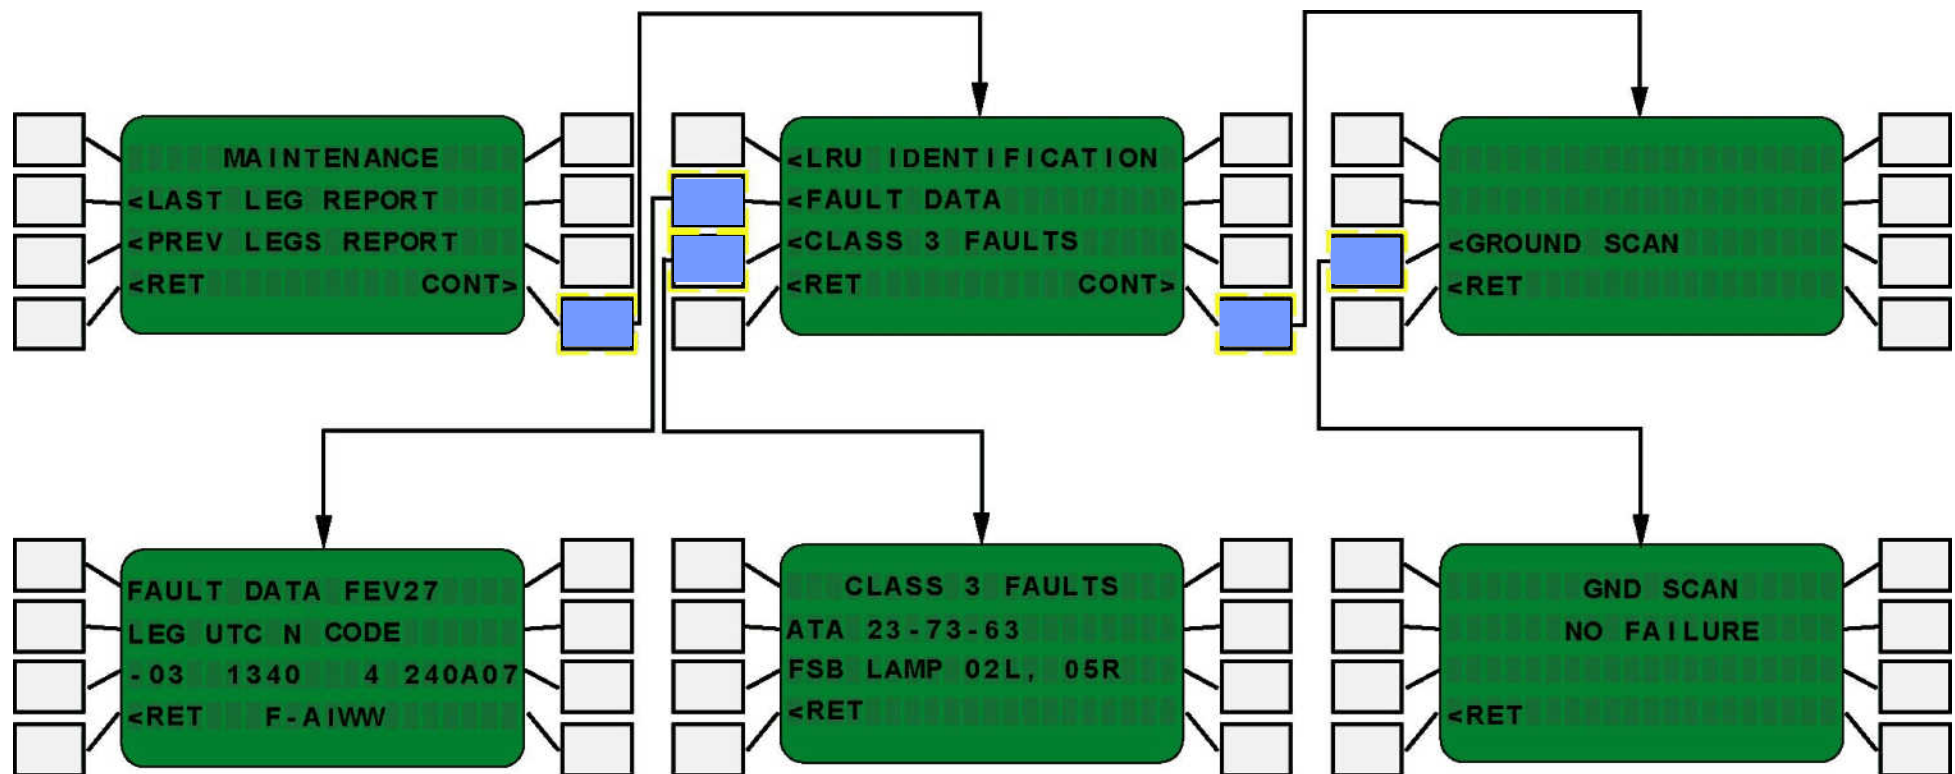 MAINTENANCE
<LAST LEG REPORT
<PREV LEGS REPORT
<RET CONT>
<LRU IDENTIFICATION
<FAULT DATA
<CLASS 3 FAULTS
<RET CONT>
<GROUND SCAN
<RET
FAULT DATA FEV27
LEG UTC N CODE
-03 1340 4 240A07
<RET F-AIWW
CLASS 3 FAULTS
ATA 23-73-63
FSB LAMP 02L, 05R
<RET
GND SCAN
NO FAILURE
<RET